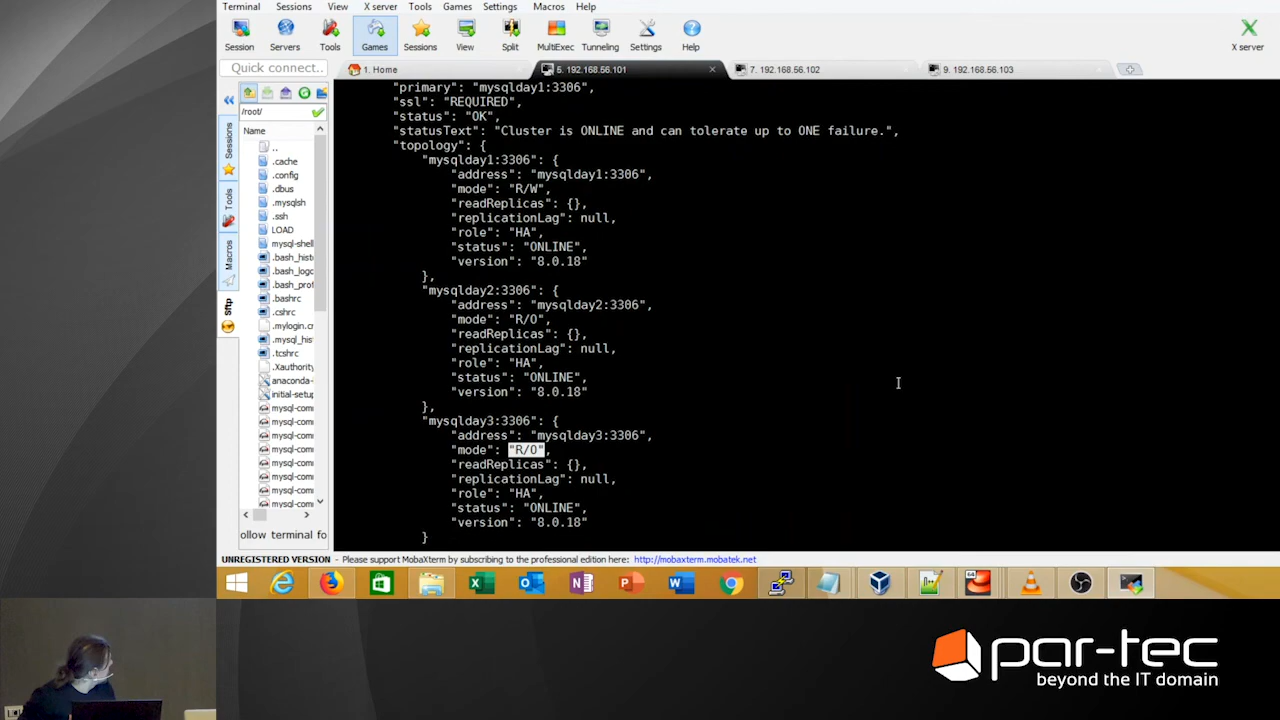 Terminal Sessions View X server Tools Games Settings Macros Help
Session Servers Tools Games Sessions View Split MultiExec Tunneling Settings Help X server
Quick connect...
1. Home
5. 192.168.56.101
7. 192.168.56.102
9. 192.168.56.103
/root/
Name
..
.cache
.config
.dbus
.mysqlsh
.ssh
LOAD
mysql-shell
.bash_hist
.bash_logo
.bash_prof
.bashrc
.cshrc
.mylogin.cn
.mysql_his
.tcshrc
.Xauthority
anaconda-
initial-setup
mysql-com
mysql-com
mysql-com
mysql-com
mysql-com
mysql-com
mysql-com
mysql-com
ollow terminal fo
Sessions
Tools
Macros
Sftp
"primary": "mysqlday1:3306",
"ssl": "REQUIRED",
"status": "OK",
"statusText": "Cluster is ONLINE and can tolerate up to ONE failure.",
"topology": {
"mysqlday1:3306": {
"address": "mysqlday1:3306",
"mode": "R/W",
"readReplicas": {},
"replicationLag": null,
"role": "HA",
"status": "ONLINE",
"version": "8.0.18"
},
"mysqlday2:3306": {
"address": "mysqlday2:3306",
"mode": "R/O",
"readReplicas": {},
"replicationLag": null,
"role": "HA",
"status": "ONLINE",
"version": "8.0.18"
},
"mysqlday3:3306": {
"address": "mysqlday3:3306",
"mode": "R/O",
"readReplicas": {},
"replicationLag": null,
"role": "HA",
"status": "ONLINE",
"version": "8.0.18"
}
UNREGISTERED VERSION - Please support MobaXterm by subscribing to the professional edition here: http://mobaxterm.mobatek.net
par-tec
beyond the IT domain